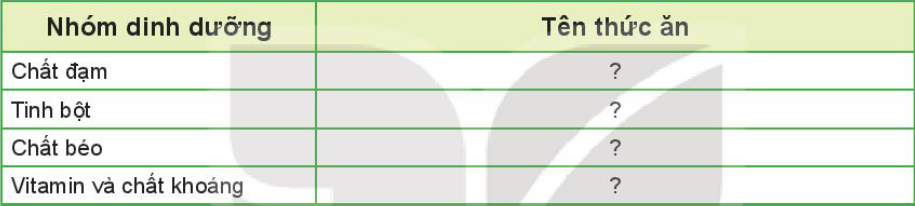 Nhóm dinh dưỡng Tên thức ăn
Chất đạm ?
Tinh bột ?
Chất béo ?
Vitamin và chất khoáng ?